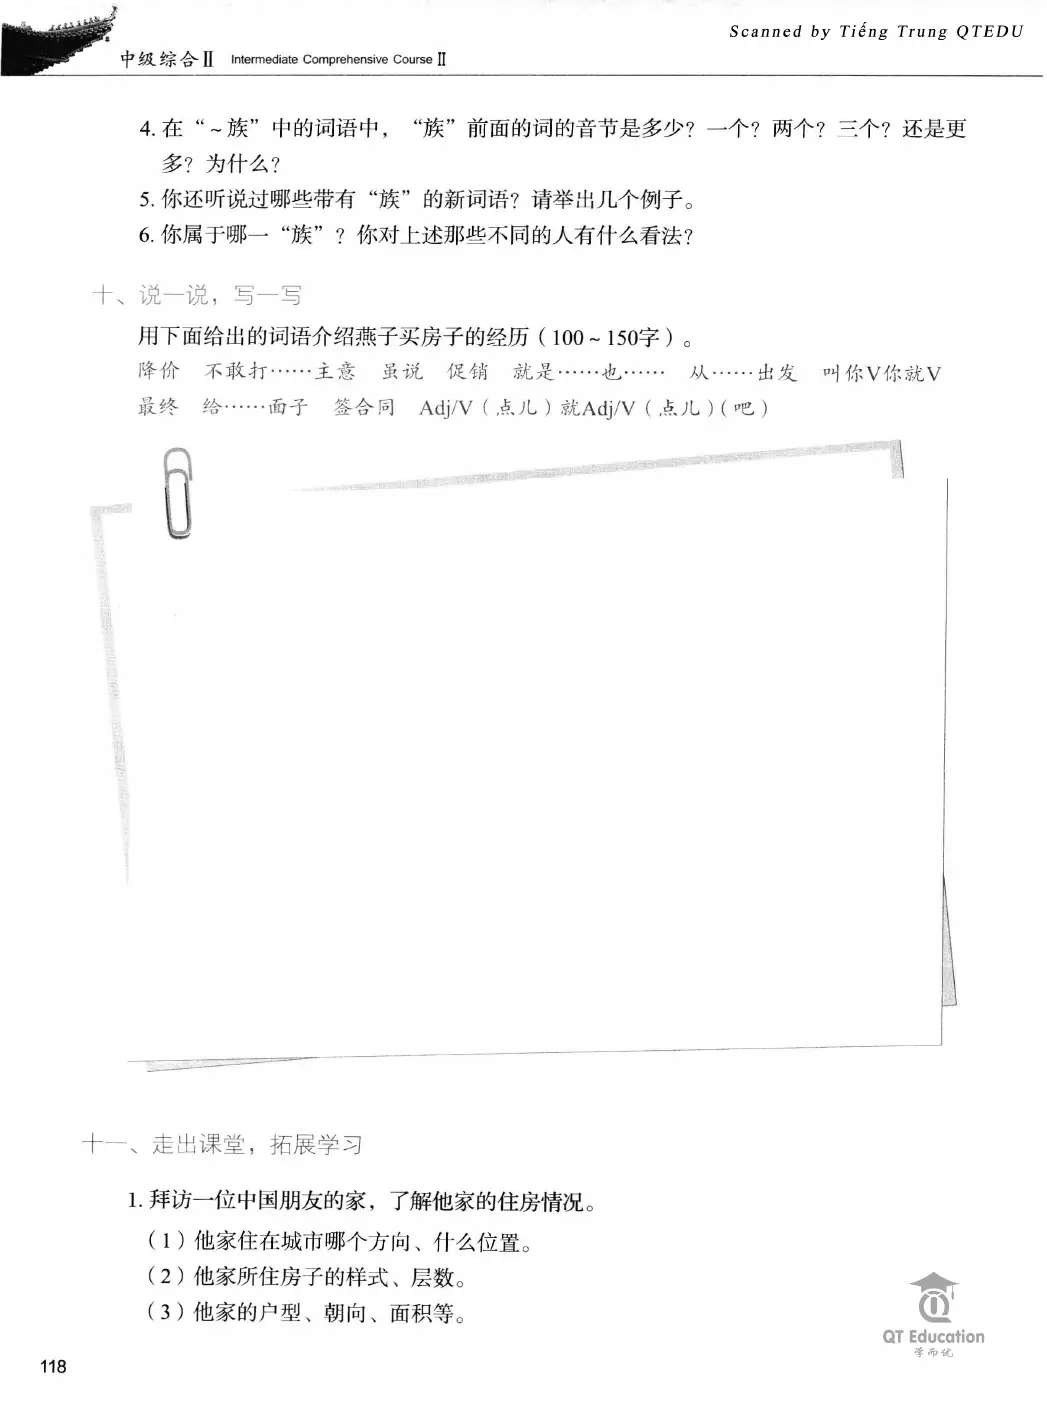 Scanned by Tiếng Trung QTEDU
中级综合Ⅱ Intermediate Comprehensive Course Ⅱ
4. 在“~族”中的词语中，“族”前面的词的音节是多少？一个？两个？三个？还是更
多？为什么？
5. 你还听说过哪些带有“族”的新词语？请举出几个例子。
6. 你属于哪一“族”？你对上述那些不同的人有什么看法？
十、说一说，写一写
用下面给出的词语介绍燕子买房子的经历（100~150字）。
降价 不敢打……主意 虽说 促销 就是……也…… 从……出发 叫你V你就V
最终 给……面子 签合同 Adj/V（点儿）就Adj/V（点儿）(吧)
十一、走出课堂，拓展学习
1. 拜访一位中国朋友的家，了解他家的住房情况。
（1）他家住在城市哪个方向、什么位置。
（2）他家所住房子的样式、层数。
（3）他家的户型、朝向、面积等。
QT Education
学而优
118